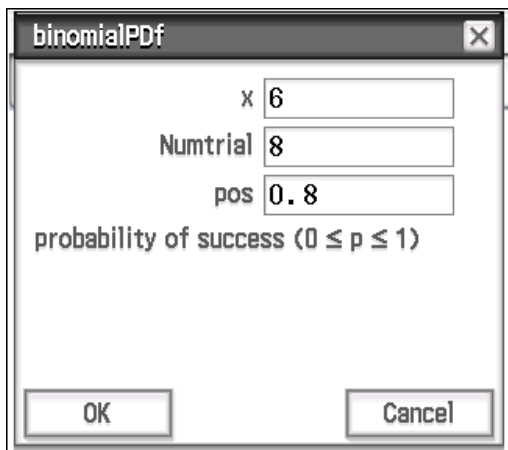 binomialPDf
x 6
Numtrial 8
pos 0.8
probability of success (0 ≤ p ≤ 1)
OK Cancel